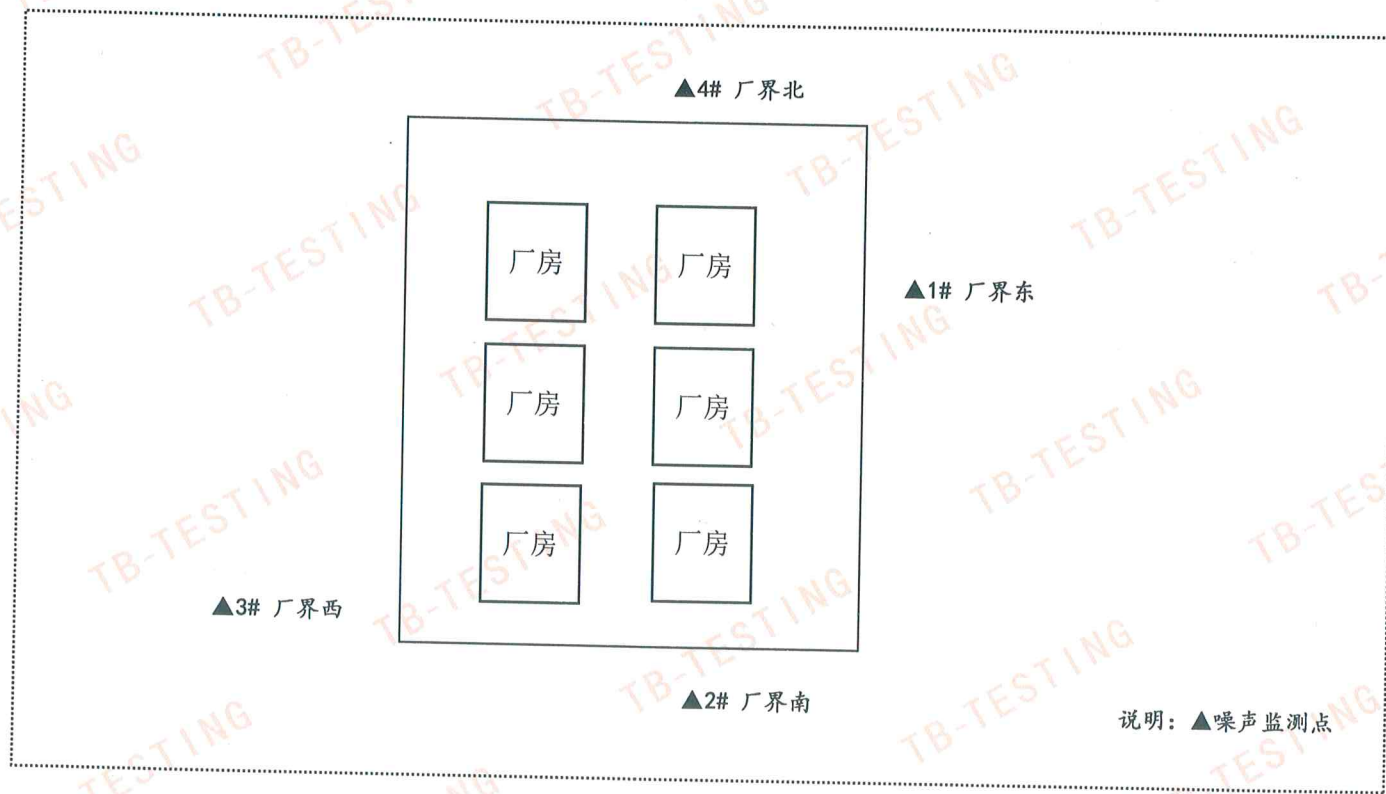 ▲4# 厂界北
厂房
厂房
▲1# 厂界东
厂房
厂房
厂房
厂房
▲3# 厂界西
▲2# 厂界南
说明：▲噪声监测点
TB-TESTING